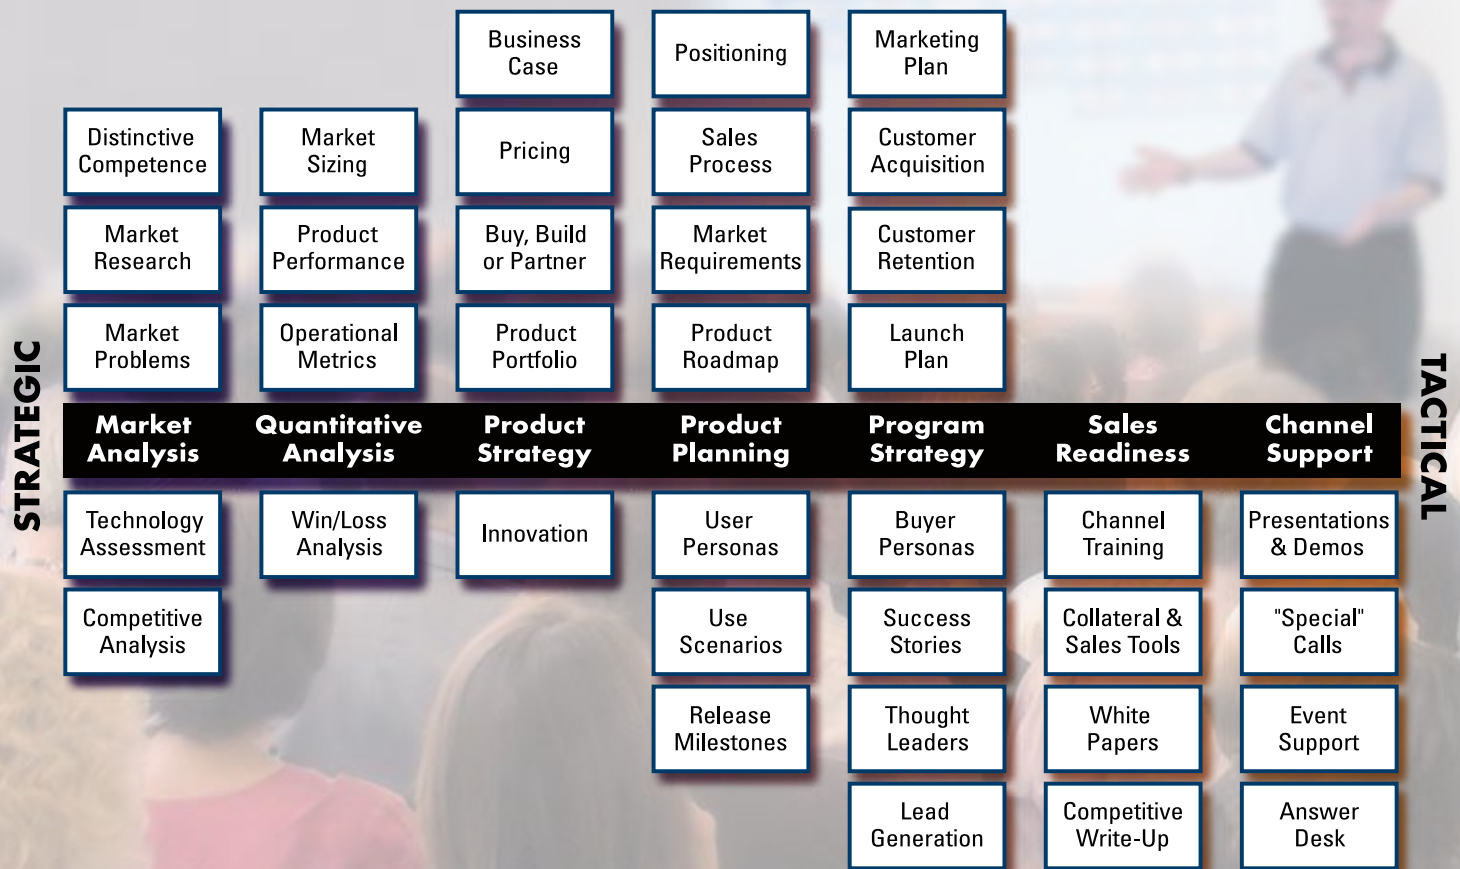 Business
Case
Positioning
Marketing
Plan
Distinctive
Competence
Market
Sizing
Pricing
Sales
Process
Customer
Acquisition
Market
Research
Product
Performance
Buy, Build
or Partner
Market
Requirements
Customer
Retention
Market
Problems
Operational
Metrics
Product
Portfolio
Product
Roadmap
Launch
Plan
STRATEGIC
Market
Analysis
Quantitative
Analysis
Product
Strategy
Product
Planning
Program
Strategy
Sales
Readiness
Channel
Support
TACTICAL
Technology
Assessment
Win/Loss
Analysis
Innovation
User
Personas
Buyer
Personas
Channel
Training
Presentations
& Demos
Competitive
Analysis
Use
Scenarios
Success
Stories
Collateral &
Sales Tools
"Special"
Calls
Release
Milestones
Thought
Leaders
White
Papers
Event
Support
Lead
Generation
Competitive
Write-Up
Answer
Desk